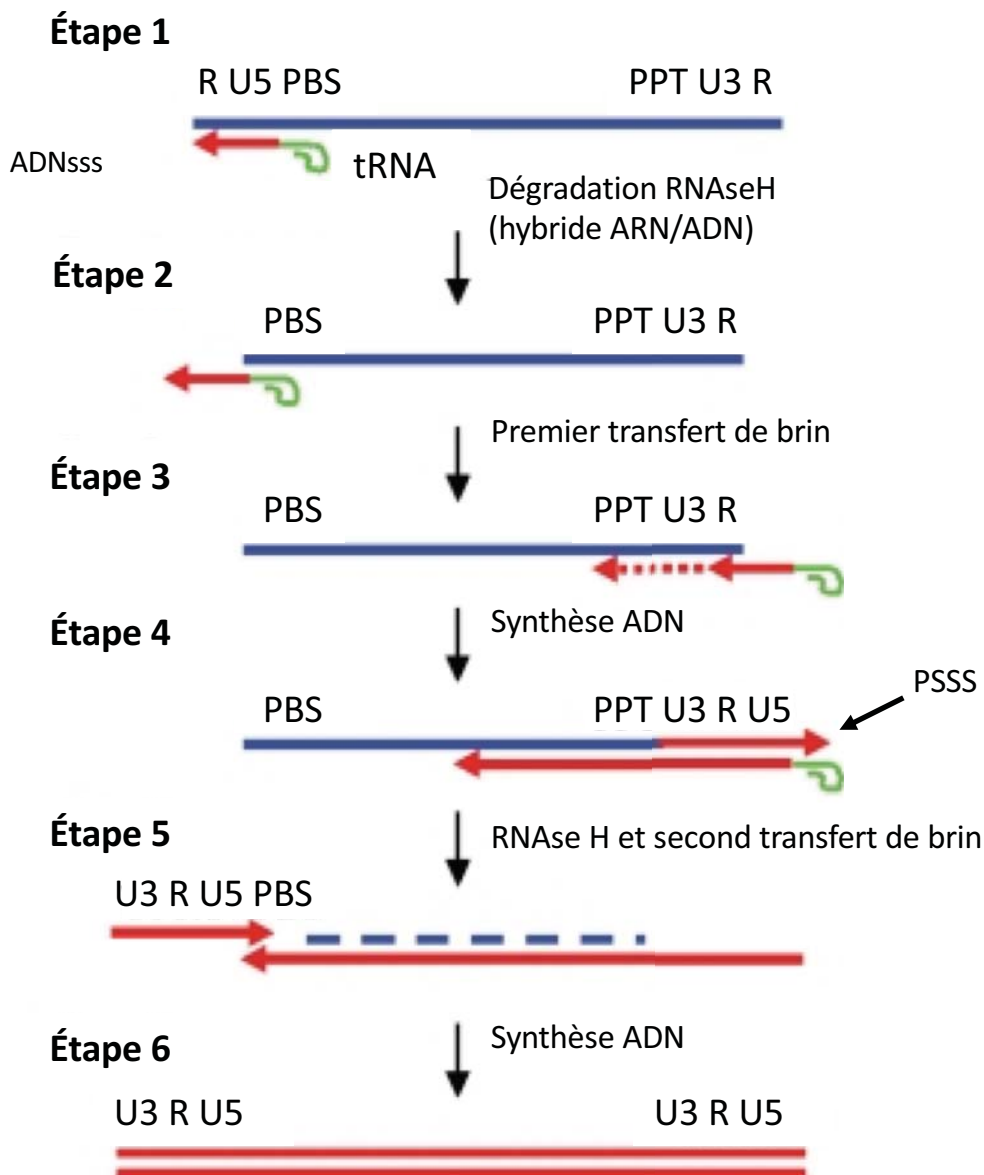 Étape 1
R U5 PBS PPT U3 R
ADNsss
tRNA
Dégradation RNAseH
(hybride ARN/ADN)
Étape 2
PBS PPT U3 R
Premier transfert de brin
Étape 3
PBS PPT U3 R
Synthèse ADN
Étape 4
PSSS
PBS PPT U3 R U5
Étape 5
RNAse H et second transfert de brin
U3 R U5 PBS
Synthèse ADN
Étape 6
U3 R U5 U3 R U5